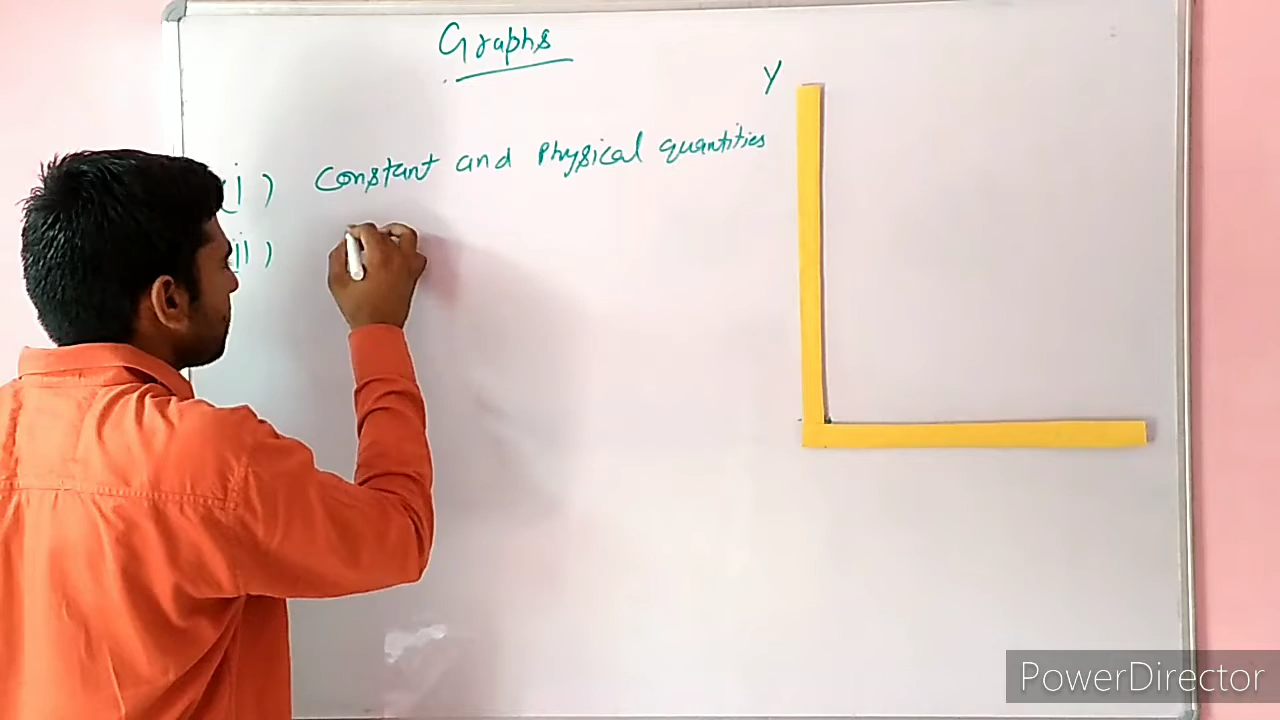 Graphs
Y
(i) Constant and Physical quantities
(ii)
PowerDirector